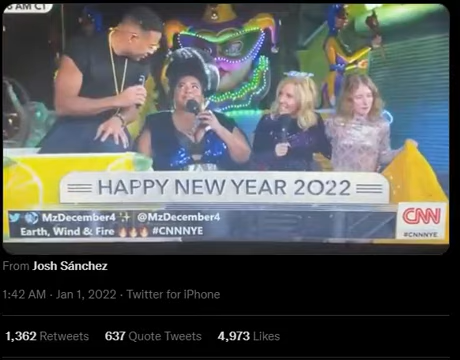 6 AM CT
HAPPY NEW YEAR 2022
MzDecember4 ✨ @MzDecember4
Earth, Wind & Fire 🔥🔥🔥 #CNNNYE
CNN
#CNNNYE
From Josh Sánchez
1:42 AM · Jan 1, 2022 · Twitter for iPhone
1,362 Retweets 637 Quote Tweets 4,973 Likes